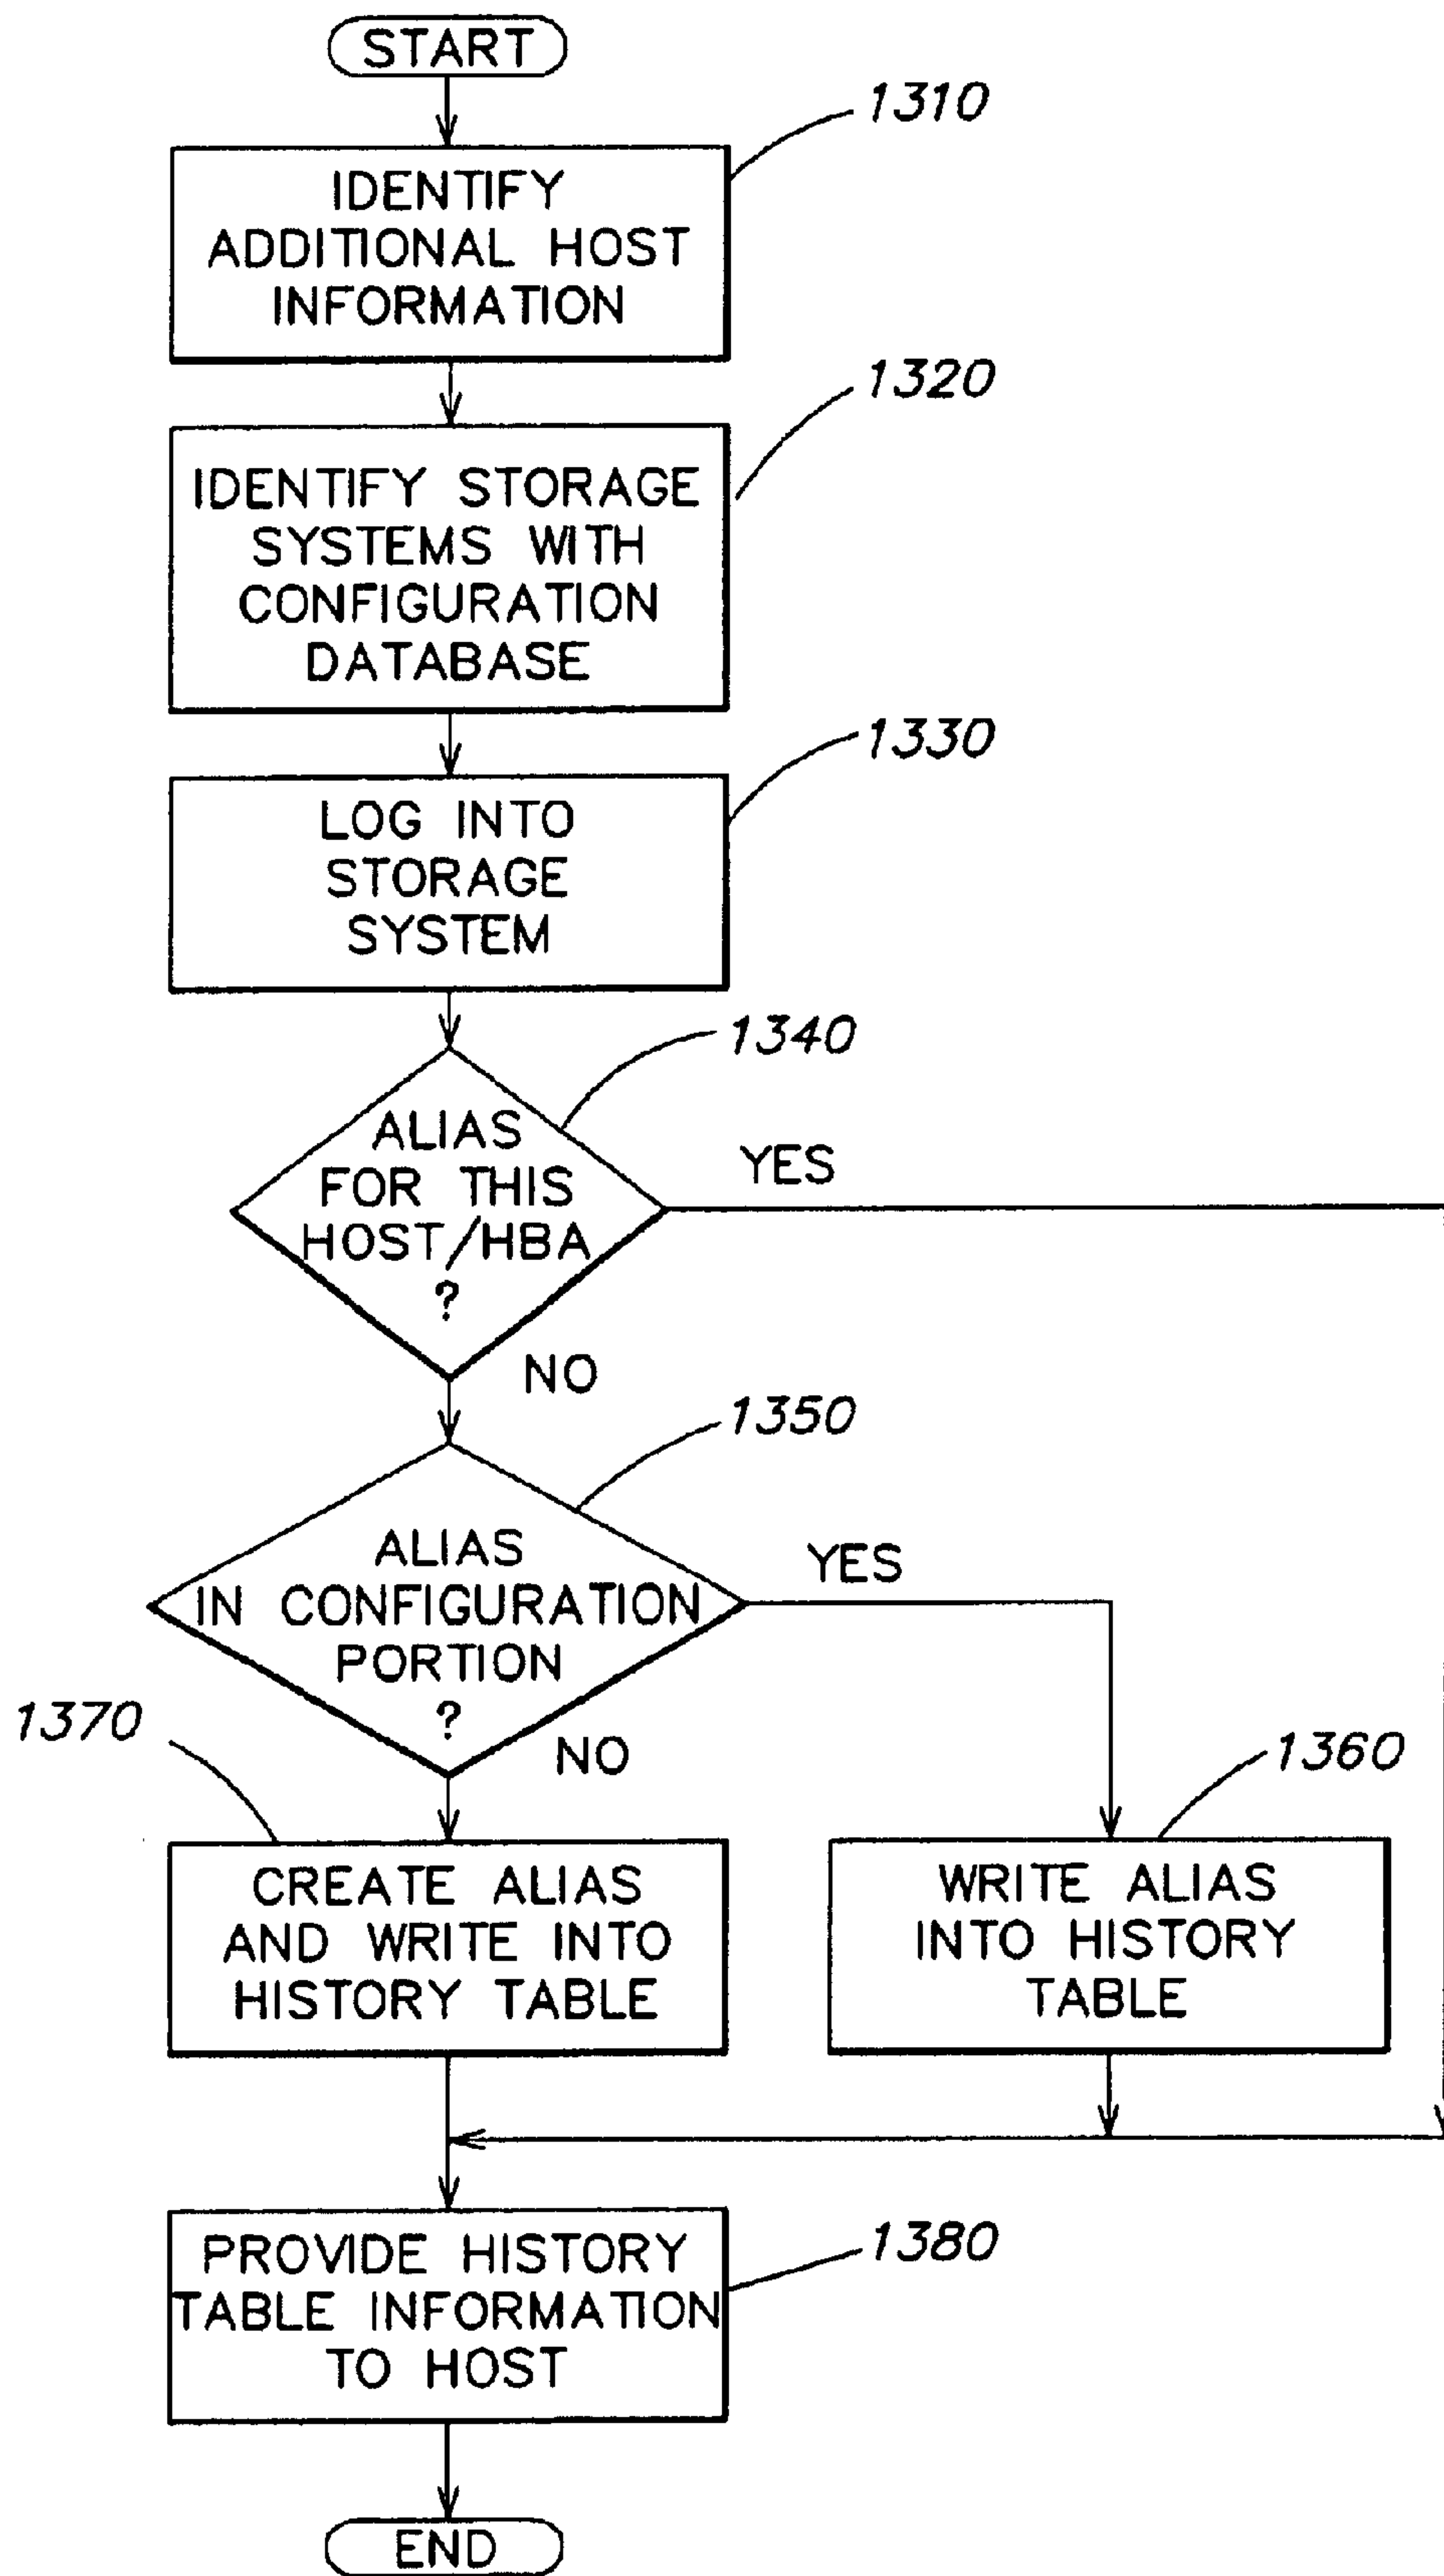 START
1310
IDENTIFY
ADDITIONAL HOST
INFORMATION
1320
IDENTIFY STORAGE
SYSTEMS WITH
CONFIGURATION
DATABASE
1330
LOG INTO
STORAGE
SYSTEM
1340
ALIAS
FOR THIS
HOST/HBA
?
YES
NO
1350
ALIAS
IN CONFIGURATION
PORTION
?
YES
NO
1370
CREATE ALIAS
AND WRITE INTO
HISTORY TABLE
1360
WRITE ALIAS
INTO HISTORY
TABLE
1380
PROVIDE HISTORY
TABLE INFORMATION
TO HOST
END